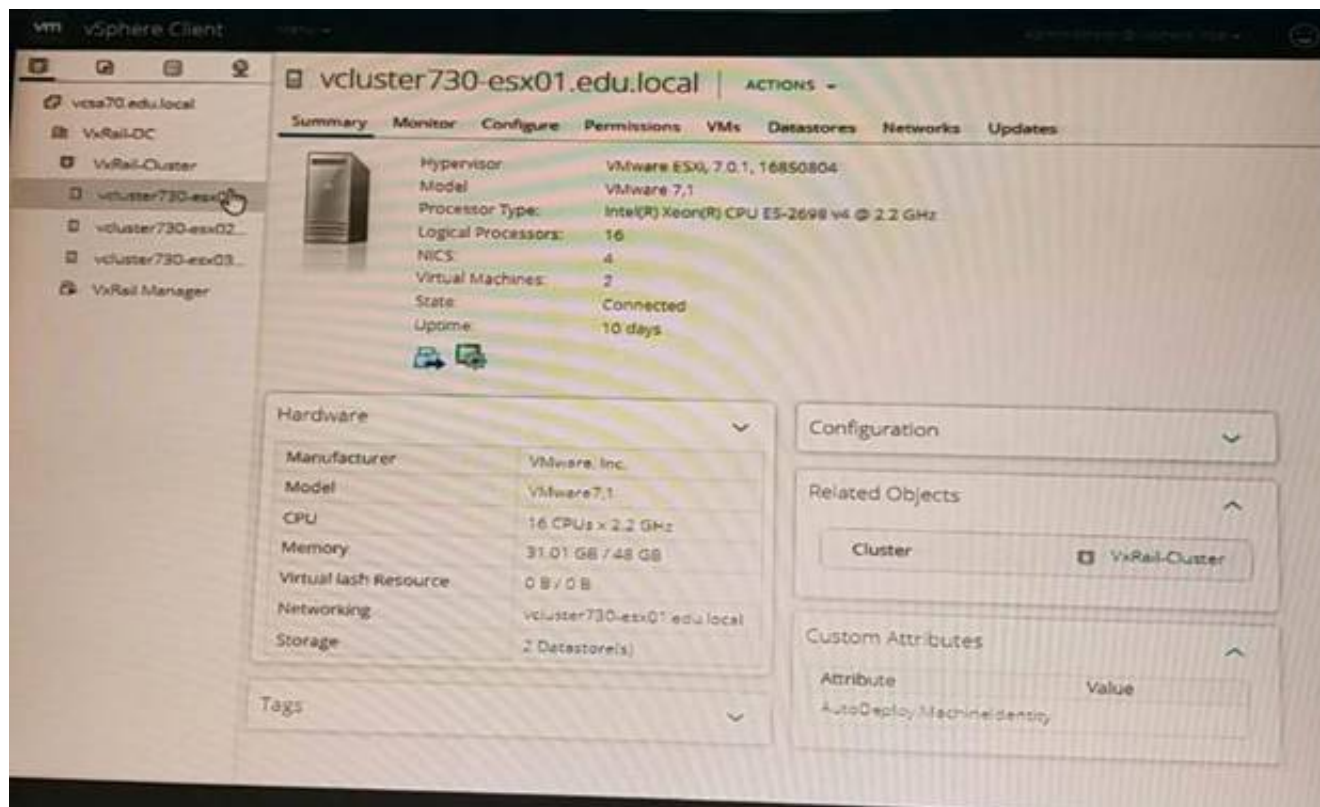 vm vSphere Client
vcsa70.edu.local
VxRail-DC
VxRail-Cluster
vcluster730-esx0
vcluster730-esx02...
vcluster730-esx03...
VxRail Manager
vcluster730-esx01.edu.local | ACTIONS
Summary Monitor Configure Permissions VMs Datastores Networks Updates
Hypervisor: VMware ESXi, 7.0.1, 16850804
Model VMware 7,1
Processor Type: Intel(R) Xeon(R) CPU E5-2698 v4 @ 2.2 GHz
Logical Processors: 16
NICS: 4
Virtual Machines: 2
State: Connected
Uptime: 10 days
Hardware
Manufacturer VMware, Inc.
Model VMware7,1
CPU 16 CPUs x 2.2 GHz
Memory 31.01 GB / 48 GB
Virtual lash Resource 0 B / 0 B
Networking vcluster730-esx01.edu.local
Storage 2 Datastore(s)
Tags
Configuration
Related Objects
Cluster VxRail-Cluster
Custom Attributes
Attribute Value
AutoDeploy.MachineIdentity